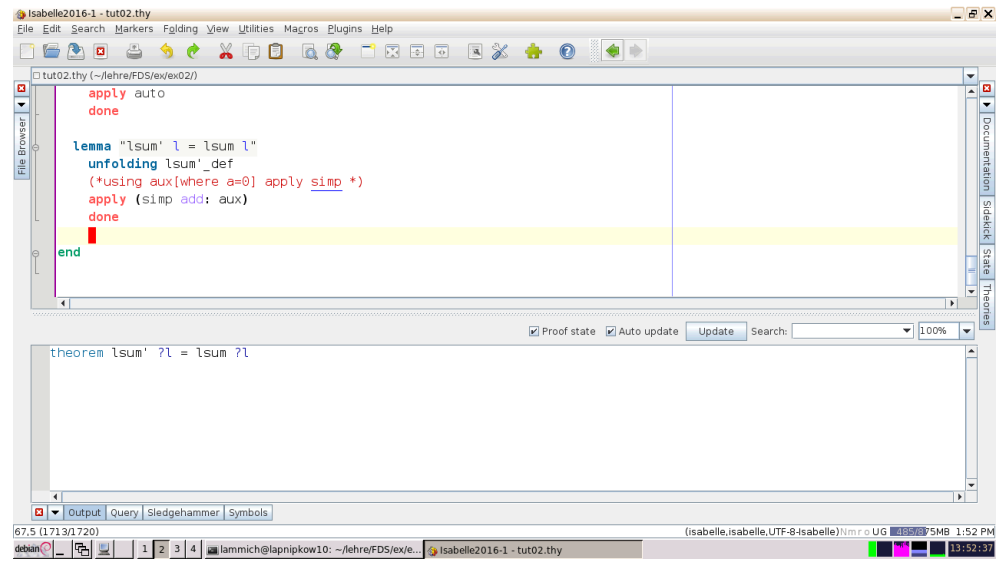 Isabelle2016-1 - tut02.thy
File Edit Search Markers Folding View Utilities Macros Plugins Help
tut02.thy (~/lehre/FDS/ex/ex02/)
File Browser
apply auto
done
lemma "lsum' l = lsum l"
unfolding lsum'_def
(*using aux[where a=0] apply simp *)
apply (simp add: aux)
done
end
Documentation Sidekick State Theories
Proof state Auto update Update Search: 100%
theorem lsum' ?l = lsum ?l
Output Query Sledgehammer Symbols
67,5 (1713/1720) (isabelle,isabelle,UTF-8-Isabelle) N m r o UG 485/875MB 1:52 PM
debian 1 2 3 4 lammich@lapnipkow10: ~/lehre/FDS/ex/e... Isabelle2016-1 - tut02.thy 13:52:37